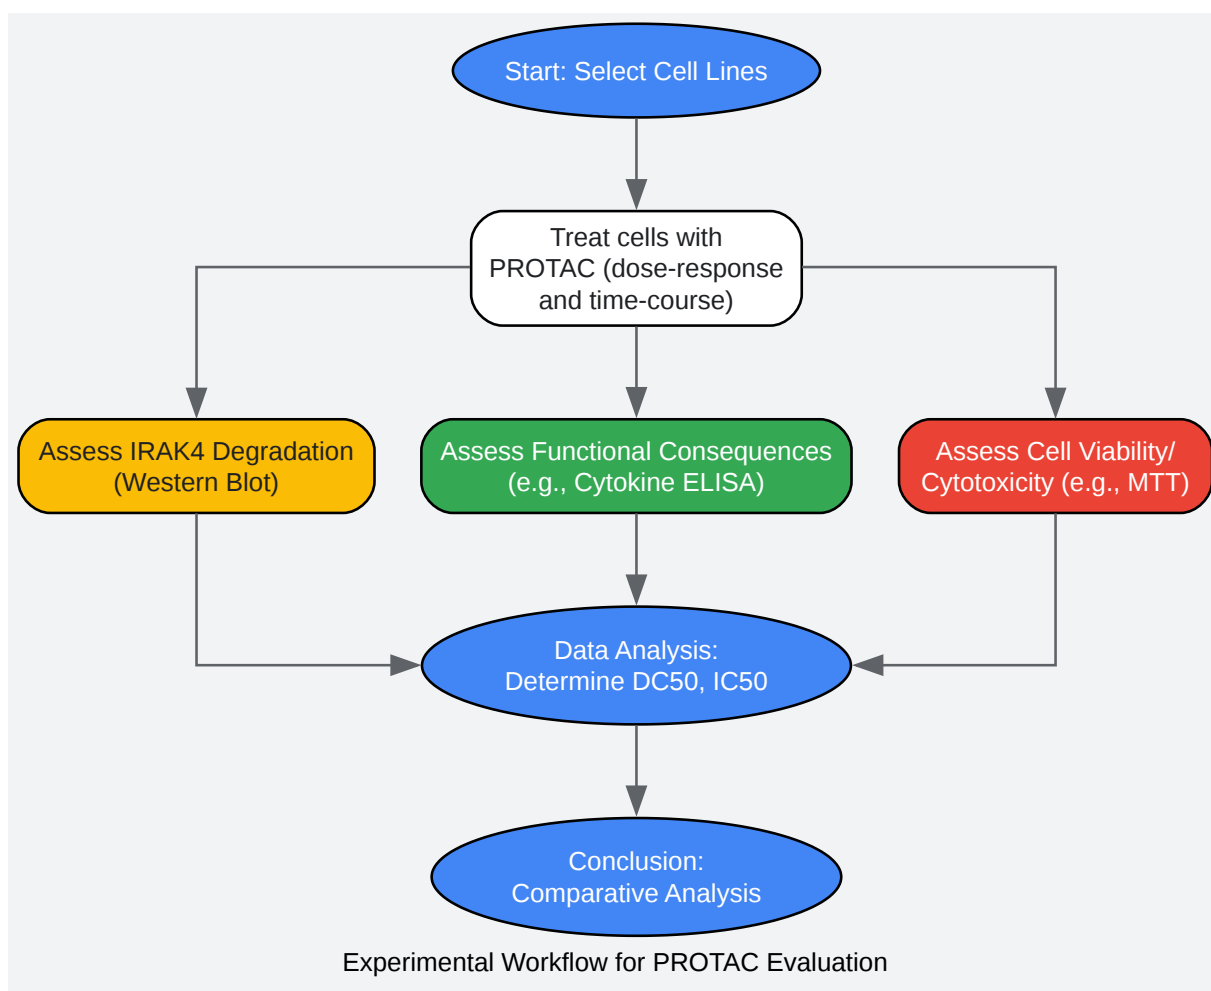 Start: Select Cell Lines
Treat cells with
PROTAC (dose-response
and time-course)
Assess IRAK4 Degradation
(Western Blot)
Assess Functional Consequences
(e.g., Cytokine ELISA)
Assess Cell Viability/
Cytotoxicity (e.g., MTT)
Data Analysis:
Determine DC50, IC50
Conclusion:
Comparative Analysis
Experimental Workflow for PROTAC Evaluation